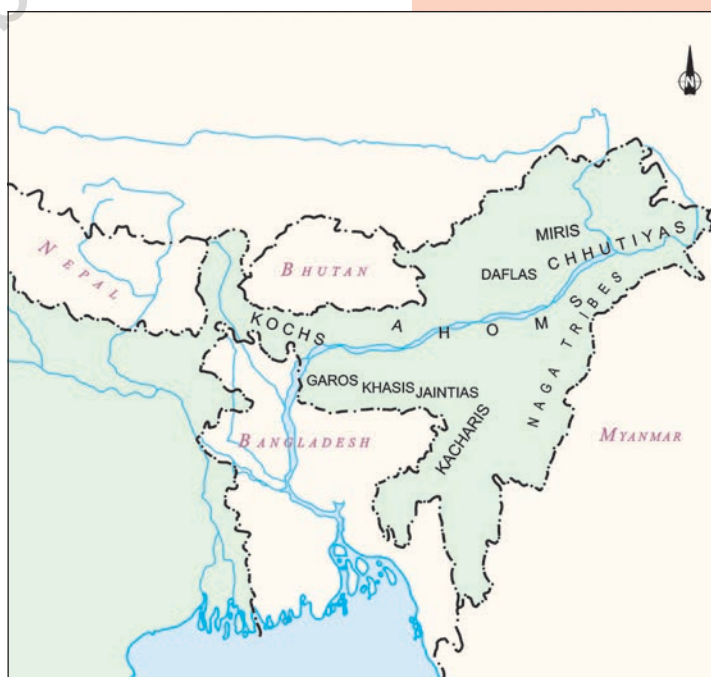 N
MIRIS
CHHUTIYAS
DAFLAS
NEPAL
BHUTAN
KOCHS
AHOMS
NAGA TRIBES
GAROS
KHASIS
JAINTIAS
KACHARIS
BANGLADESH
MYANMAR